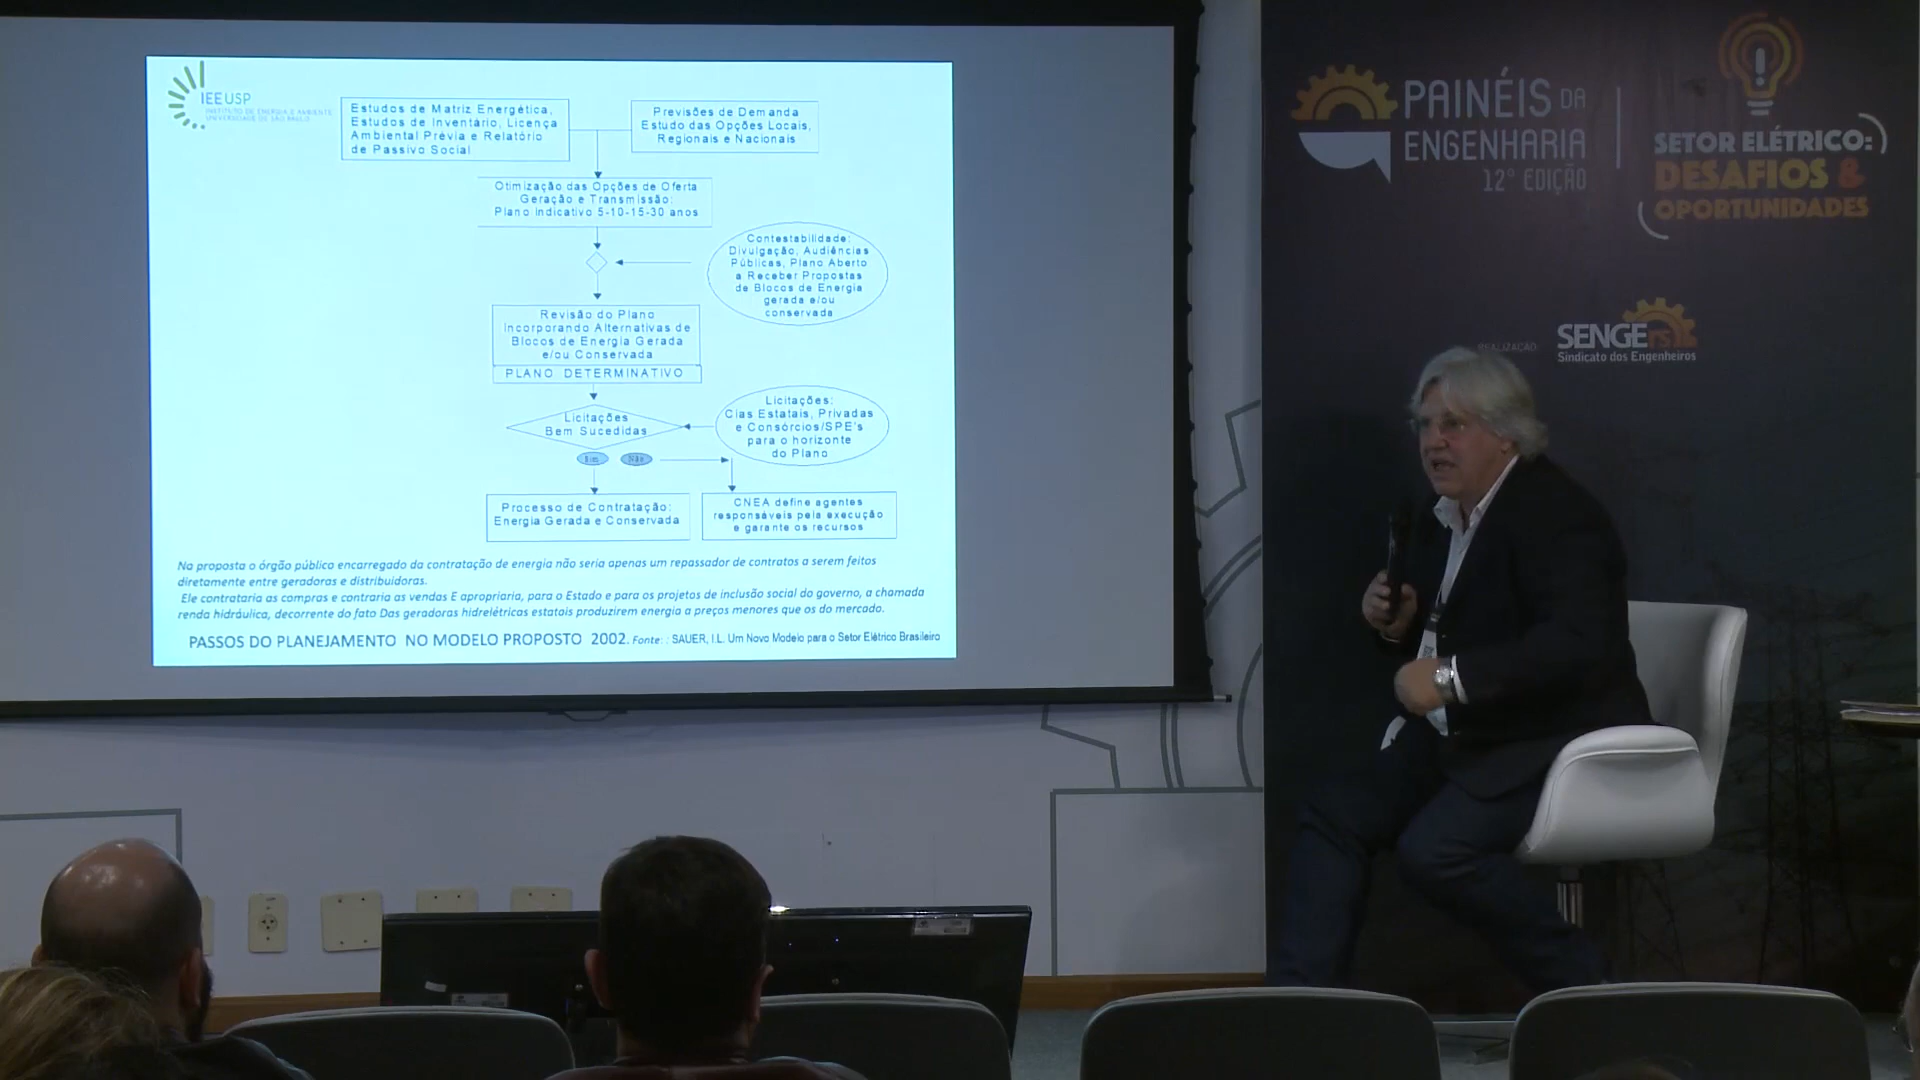 IEEUSP
INSTITUTO DE ENERGIA E AMBIENTE
UNIVERSIDADE DE SÃO PAULO
Estudos de Matriz Energética,
Estudos de Inventário, Licença
Ambiental Prévia e Relatório
de Passivo Social
Previsões de Demanda
Estudo das Opções Locais,
Regionais e Nacionais
Otimização das Opções de Oferta
Geração e Transmissão:
Plano Indicativo 5-10-15-30 anos
Contestabilidade:
Divulgação, Audiências
Públicas, Plano Aberto
a Receber Propostas
de Blocos de Energia
gerada e/ou
conservada
Revisão do Plano
Incorporando Alternativas de
Blocos de Energia Gerada
e/ou Conservada
PLANO DETERMINATIVO
Licitações
Bem Sucedidas
Licitações:
Cias Estatais, Privadas
e Consórcios/SPE's
para o horizonte
do Plano
Sim
Não
Processo de Contratação:
Energia Gerada e Conservada
CNEA define agentes
responsáveis pela execução
e garante os recursos
Na proposta o órgão público encarregado da contratação de energia não seria apenas um repassador de contratos a serem feitos
diretamente entre geradoras e distribuidoras.
Ele contrataria as compras e contraria as vendas E apropriaria, para o Estado e para os projetos de inclusão social do governo, a chamada
renda hidráulica, decorrente do fato Das geradoras hidrelétricas estatais produzirem energia a preços menores que os do mercado.
PASSOS DO PLANEJAMENTO NO MODELO PROPOSTO 2002. Fonte: : SAUER, I.L. Um Novo Modelo para o Setor Elétrico Brasileiro
PAINÉIS DA
ENGENHARIA
12ª EDIÇÃO
SETOR ELÉTRICO:
DESAFIOS &
OPORTUNIDADES
REALIZAÇÃO:
SENGE RS
Sindicato dos Engenheiros